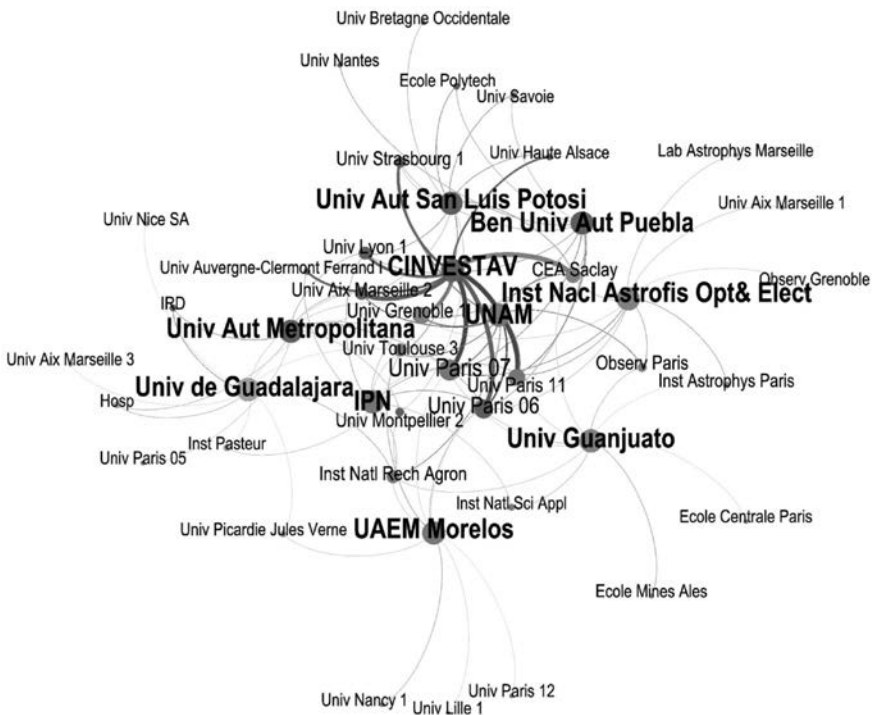 Univ Bretagne Occidentale
Univ Nantes
Ecole Polytech
Univ Savoie
Univ Strasbourg 1
Univ Haute Alsace
Lab Astrophys Marseille
Univ Aut San Luis Potosi
Univ Aix Marseille 1
Univ Nice SA
Ben Univ Aut Puebla
Univ Lyon 1
CINVESTAV
CEA Saclay
Univ Auvergne-Clermont Ferrand I
Observ Grenoble
Univ Aix Marseille 2
Inst Nacl Astrofis Opt& Elect
IRD
Univ Grenoble 1
UNAM
Univ Aut Metropolitana
Univ Toulouse 3
Univ Aix Marseille 3
Univ Paris 07
Observ Paris
Univ Paris 11
Inst Astrophys Paris
Univ de Guadalajara
Hosp
IPN
Univ Paris 06
Univ Montpellier 2
Inst Pasteur
Univ Guanjuato
Univ Paris 05
Inst Natl Rech Agron
Inst Natl Sci Appl
Ecole Centrale Paris
Univ Picardie Jules Verne
UAEM Morelos
Ecole Mines Ales
Univ Nancy 1
Univ Paris 12
Univ Lille 1